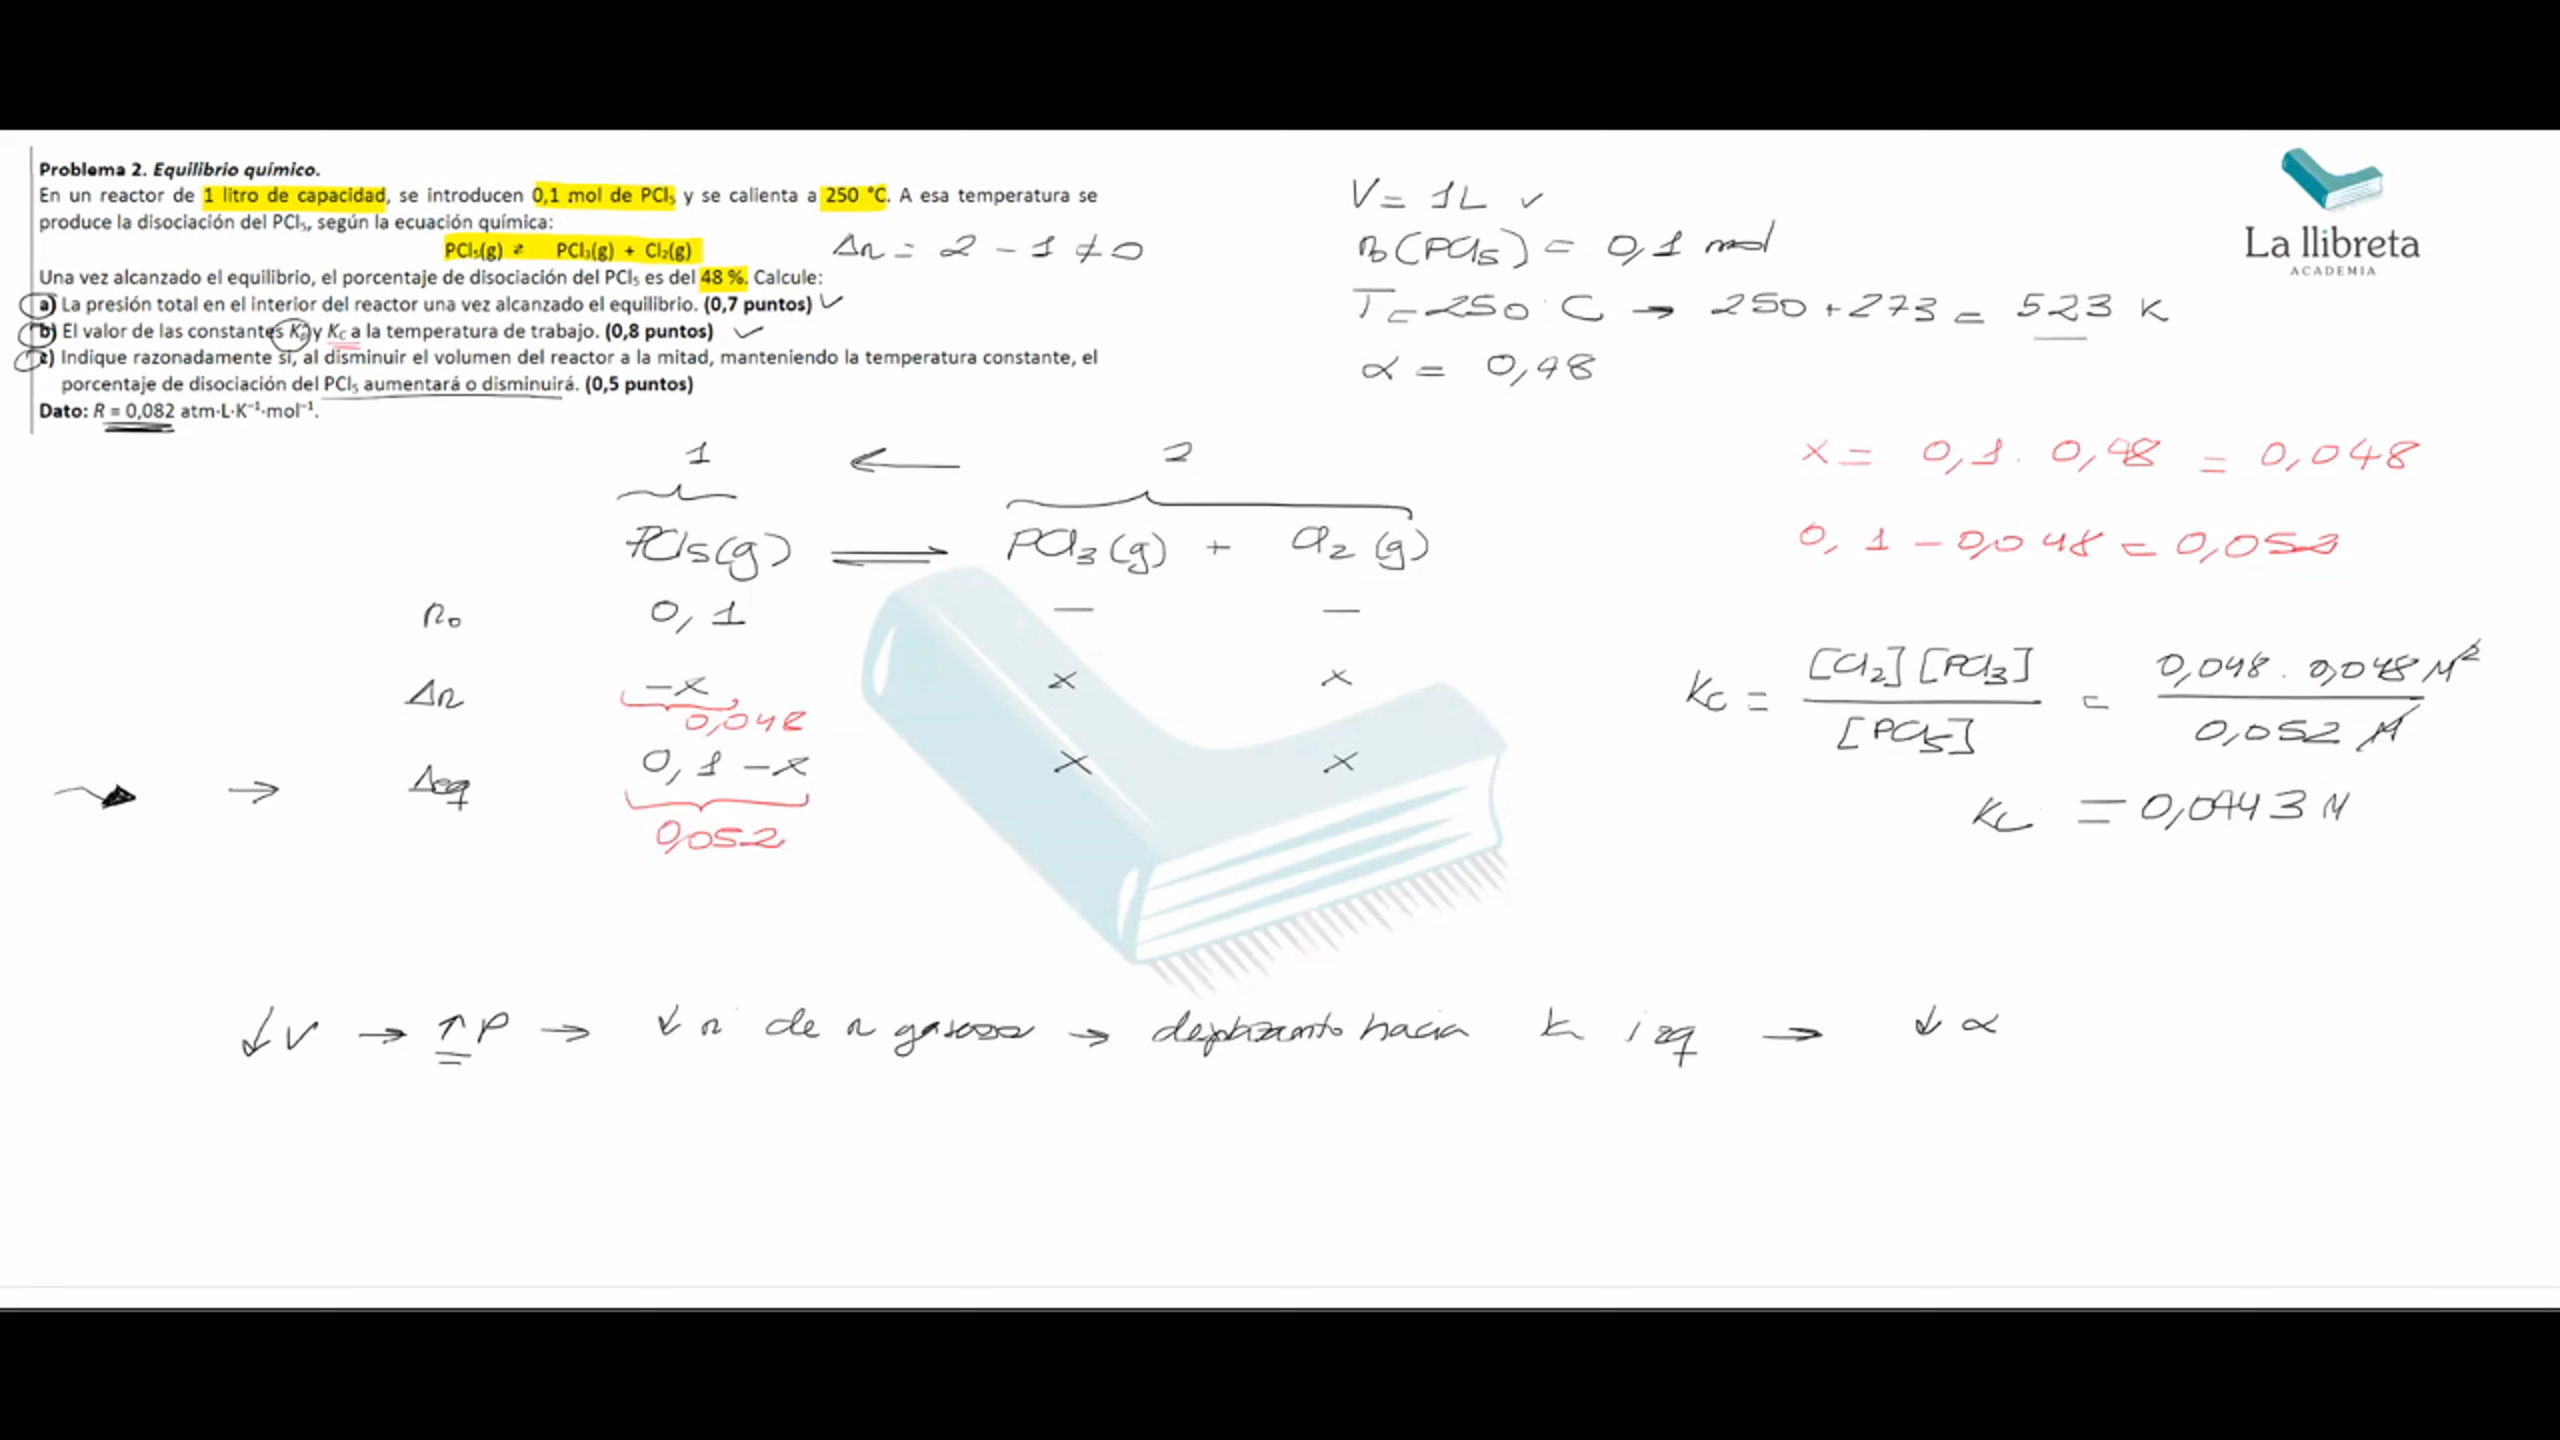 Problema 2. Equilibrio químico.
En un reactor de 1 litro de capacidad, se introducen 0,1 mol de PCl₅ y se calienta a 250 °C. A esa temperatura se
produce la disociación del PCl₅, según la ecuación química:
PCl₅(g) ⇄ PCl₃(g) + Cl₂(g)
Δn = 2 - 1 ≠ 0
Una vez alcanzado el equilibrio, el porcentaje de disociación del PCl₅ es del 48 %. Calcule:
a) La presión total en el interior del reactor una vez alcanzado el equilibrio. (0,7 puntos) ✓
b) El valor de las constantes Kₚ y K_C a la temperatura de trabajo. (0,8 puntos) ✓
c) Indique razonadamente si, al disminuir el volumen del reactor a la mitad, manteniendo la temperatura constante, el
porcentaje de disociación del PCl₅ aumentará o disminuirá. (0,5 puntos)
Dato: R = 0,082 atm·L·K⁻¹·mol⁻¹.
V = 1L ✓
n₀(PCl₅) = 0,1 mol
T = 250 °C → 250 + 273 = 523 K
α = 0,48
La llibreta
ACADEMIA
x = 0,1 · 0,48 = 0,048
0,1 - 0,048 = 0,052
1 ← 2
PCl₅(g) ⇌ PCl₃(g) + Cl₂(g)
n₀ 0,1 — —
Δn -x x x
0,048
→ Δeq 0,1 - x x x
0,052
Kc = [Cl₂][PCl₃] / [PCl₅] = 0,048 · 0,048 M² / 0,052 M
Kc = 0,0443 M
↓ V → ↑ P → ↓ n de n gaseoso → hacia izq → ↓ α